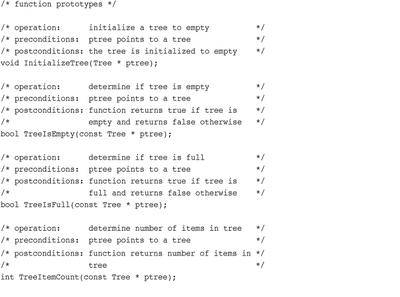 /* function prototypes */
/* operation:      initialize a tree to empty          */
/* preconditions:  ptree points to a tree              */
/* postconditions: the tree is initialized to empty    */
void InitializeTree(Tree * ptree);
/* operation:      determine if tree is empty          */
/* preconditions:  ptree points to a tree              */
/* postconditions: function returns true if tree is    */
/*                 empty and returns false otherwise   */
bool TreeIsEmpty(const Tree * ptree);
/* operation:      determine if tree is full           */
/* preconditions:  ptree points to a tree              */
/* postconditions: function returns true if tree is    */
/*                 full and returns false otherwise    */
bool TreeIsFull(const Tree * ptree);
/* operation:      determine number of items in tree   */
/* preconditions:  ptree points to a tree              */
/* postconditions: function returns number of items in */
/*                 tree                                */
int TreeItemCount(const Tree * ptree);